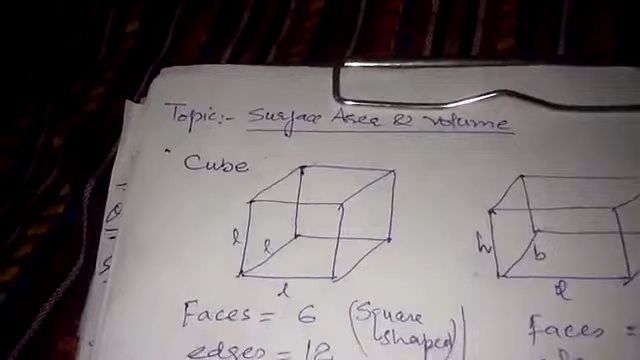 Topic:- Surface Area & volume
Cube
l
l
l
h
b
l
Faces = 6 (Square shaped)
edges = 12
faces =